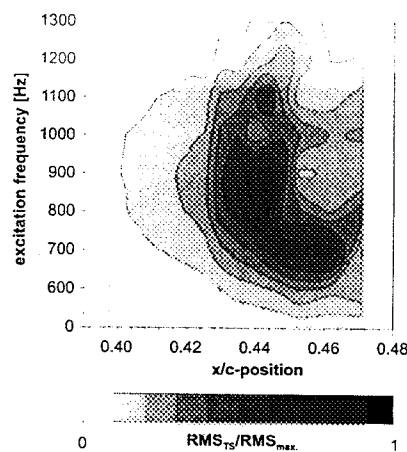 1300
1200
1100
1000
900
800
700
600
0
excitation frequency [Hz]
0.40 0.42 0.44 0.46 0.48
x/c-position
0 RMS_TS/RMS_max. 1